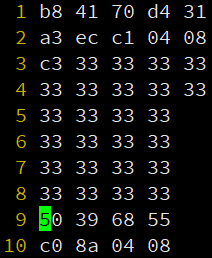 1 b8 41 70 d4 31
2 a3 ec c1 04 08
3 c3 33 33 33 33
4 33 33 33 33 33
5 33 33 33 33
6 33 33 33 33
7 33 33 33 33
8 33 33 33 33
9 50 39 68 55
10 c0 8a 04 08